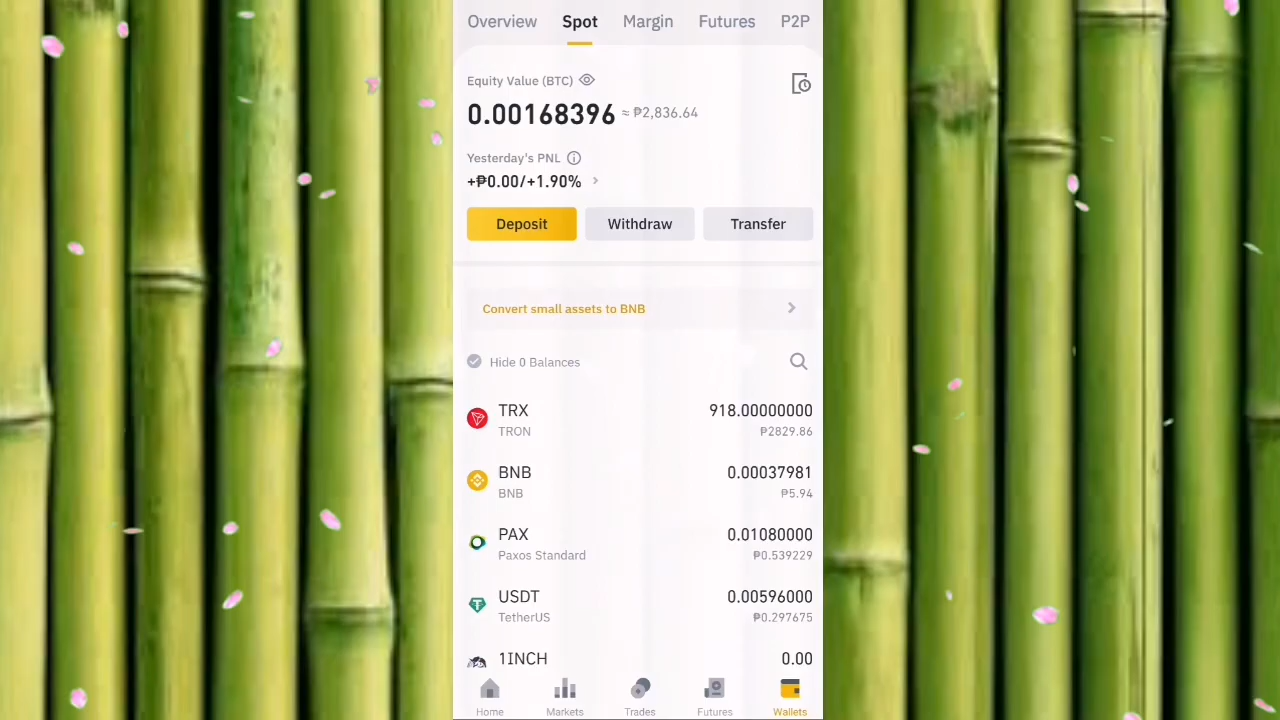 Overview Spot Margin Futures P2P
Equity Value (BTC)
0.00168396 ≈ ₱2,836.64
Yesterday's PNL
+₱0.00/+1.90%
Deposit Withdraw Transfer
Convert small assets to BNB
Hide 0 Balances
TRX 918.00000000
TRON ₱2829.86
BNB 0.00037981
BNB ₱5.94
PAX 0.01080000
Paxos Standard ₱0.539229
USDT 0.00596000
TetherUS ₱0.297675
1INCH 0.00
Home Markets Trades Futures Wallets